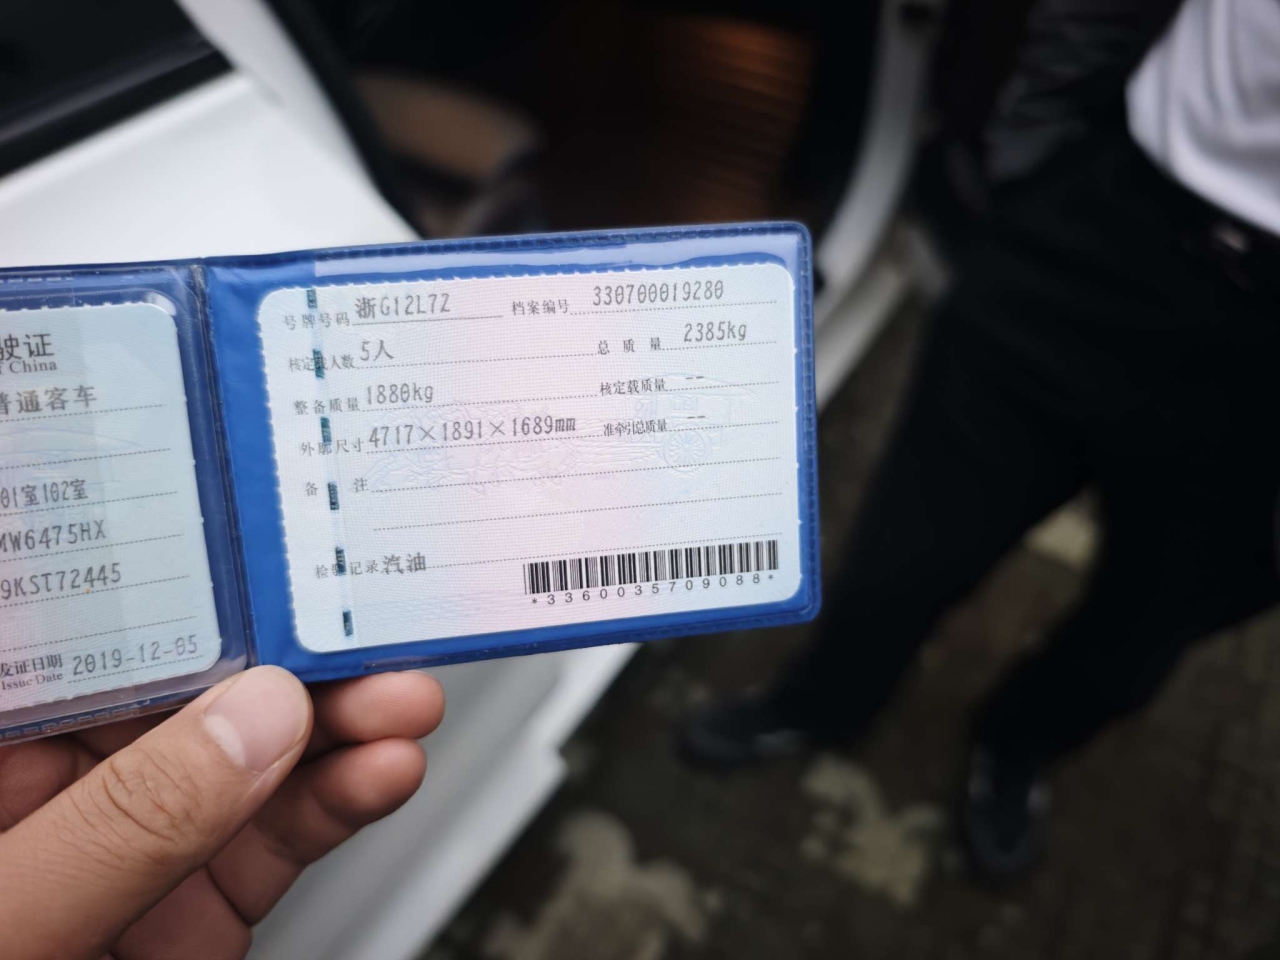 驶证
China
普通客车
01室102室
MW6475HX
9KST72445
发证日期 2019-12-05
Issue Date
号牌号码 浙G12L7Z 档案编号 330700019280
核定载人数 5人 总质量 2385kg
整备质量 1880kg 核定载质量 --
外廓尺寸 4717×1891×1689mm 准牵引总质量 --
备注
检验记录 汽油
*3360035709088*